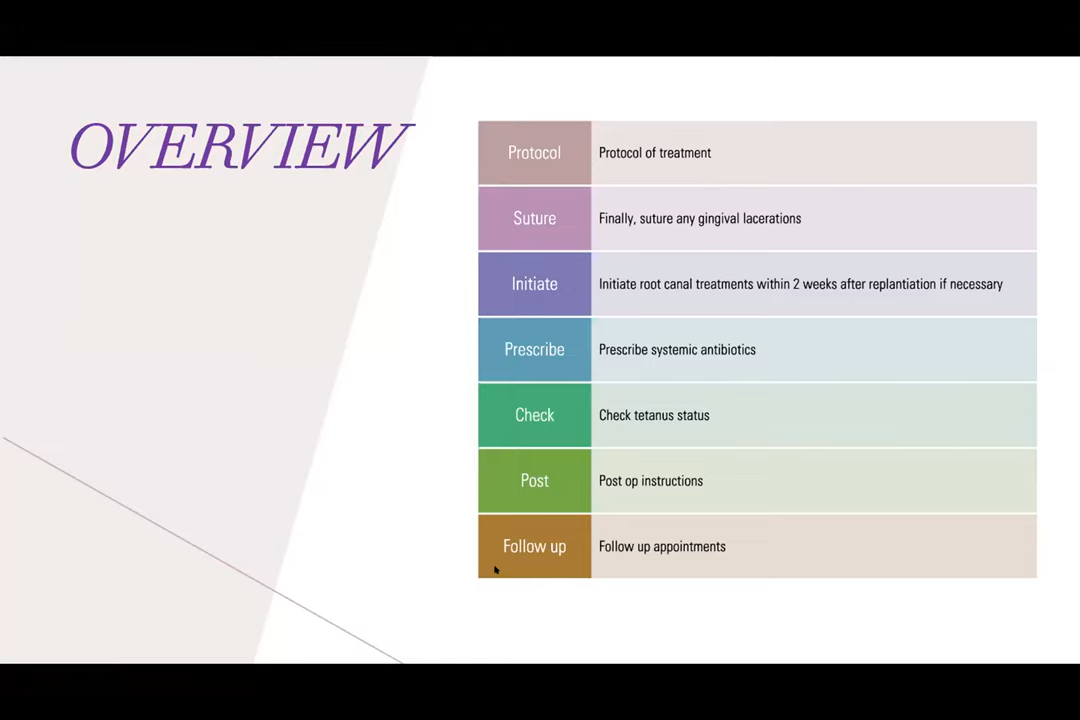 OVERVIEW
Protocol Protocol of treatment
Suture Finally, suture any gingival lacerations
Initiate Initiate root canal treatments within 2 weeks after replantiation if necessary
Prescribe Prescribe systemic antibiotics
Check Check tetanus status
Post Post op instructions
Follow up Follow up appointments